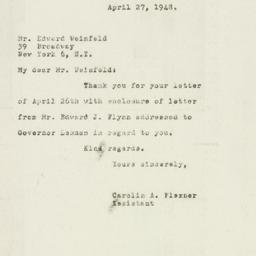 April 27, 1948.
Mr. Edward Weinfeld
39 Broadway
New York 6, N.Y.
My dear Mr. Weinfeld:
Thank you for your letter
of April 26th with enclosure of letter
from Mr. Edward J. Flynn addressed to
Governor Lehman in regard to you.
Kind regards.
Yours sincerely,
Carolin A. Flexner
Assistant